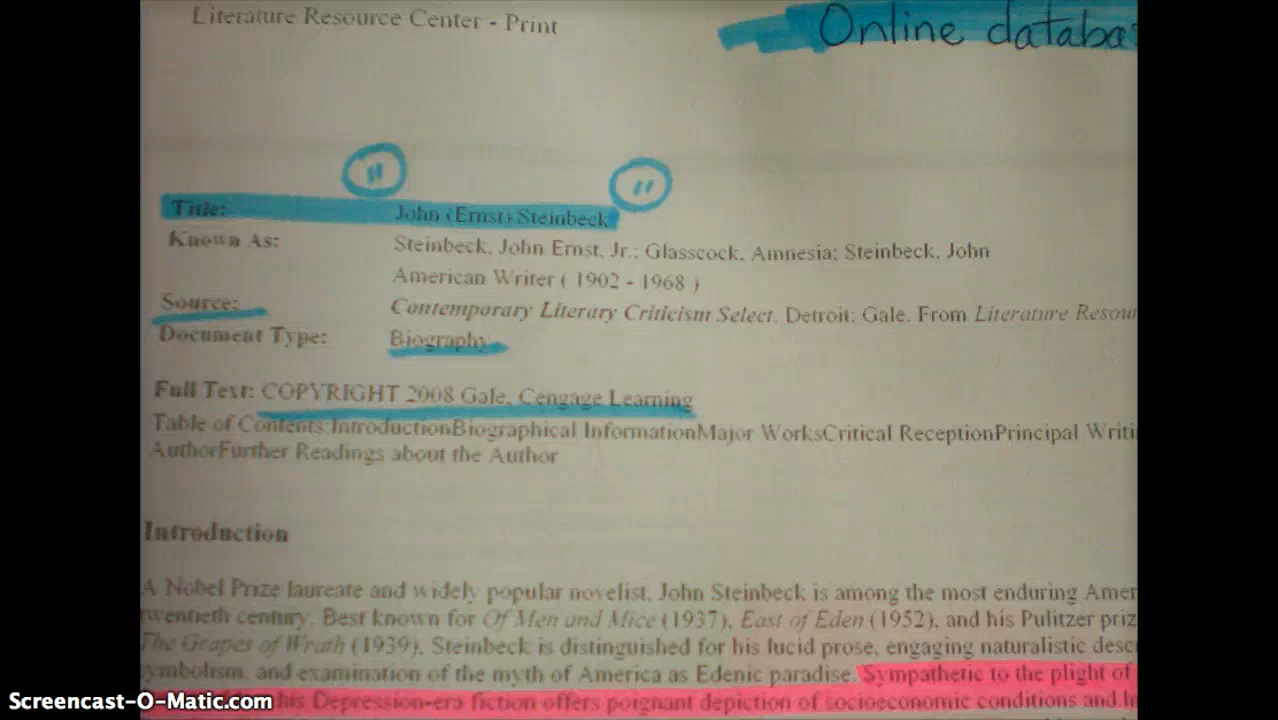 Literature Resource Center - Print
Online databa
" "
Title: John (Ernst) Steinbeck
Known As: Steinbeck, John Ernst, Jr.; Glasscock, Amnesia; Steinbeck, John
American Writer ( 1902 - 1968 )
Source: Contemporary Literary Criticism Select. Detroit: Gale. From Literature Resou
Document Type: Biography
Full Text: COPYRIGHT 2008 Gale, Cengage Learning
Table of Contents:IntroductionBiographical InformationMajor WorksCritical ReceptionPrincipal Writi
AuthorFurther Readings about the Author
Introduction
A Nobel Prize laureate and widely popular novelist, John Steinbeck is among the most enduring Amer
twentieth century. Best known for Of Men and Mice (1937), East of Eden (1952), and his Pulitzer priz
The Grapes of Wrath (1939), Steinbeck is distinguished for his lucid prose, engaging naturalistic desc
symbolism, and examination of the myth of America as Edenic paradise. Sympathetic to the plight of
his Depression-era fiction offers poignant depiction of socioeconomic conditions and h
Screencast-O-Matic.com